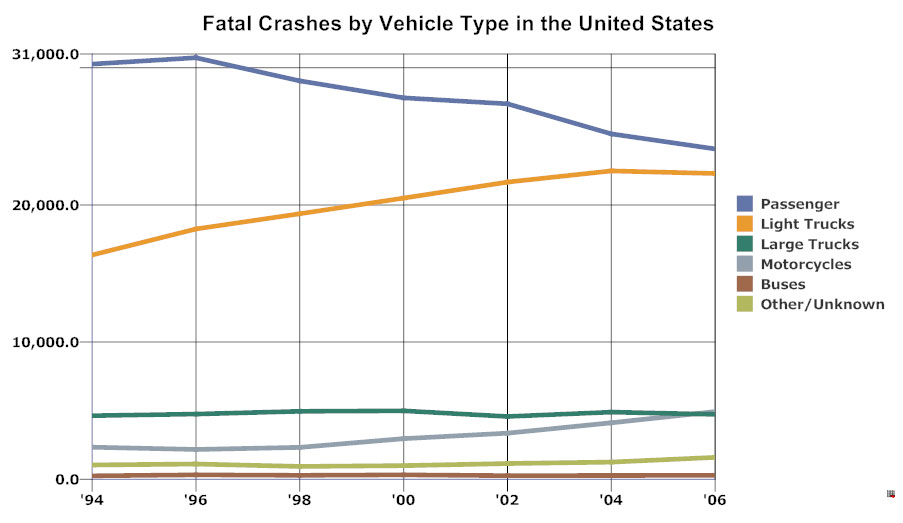 Fatal Crashes by Vehicle Type in the United States
31,000.0
20,000.0
10,000.0
0.0
'94 '96 '98 '00 '02 '04 '06
Passenger
Light Trucks
Large Trucks
Motorcycles
Buses
Other/Unknown